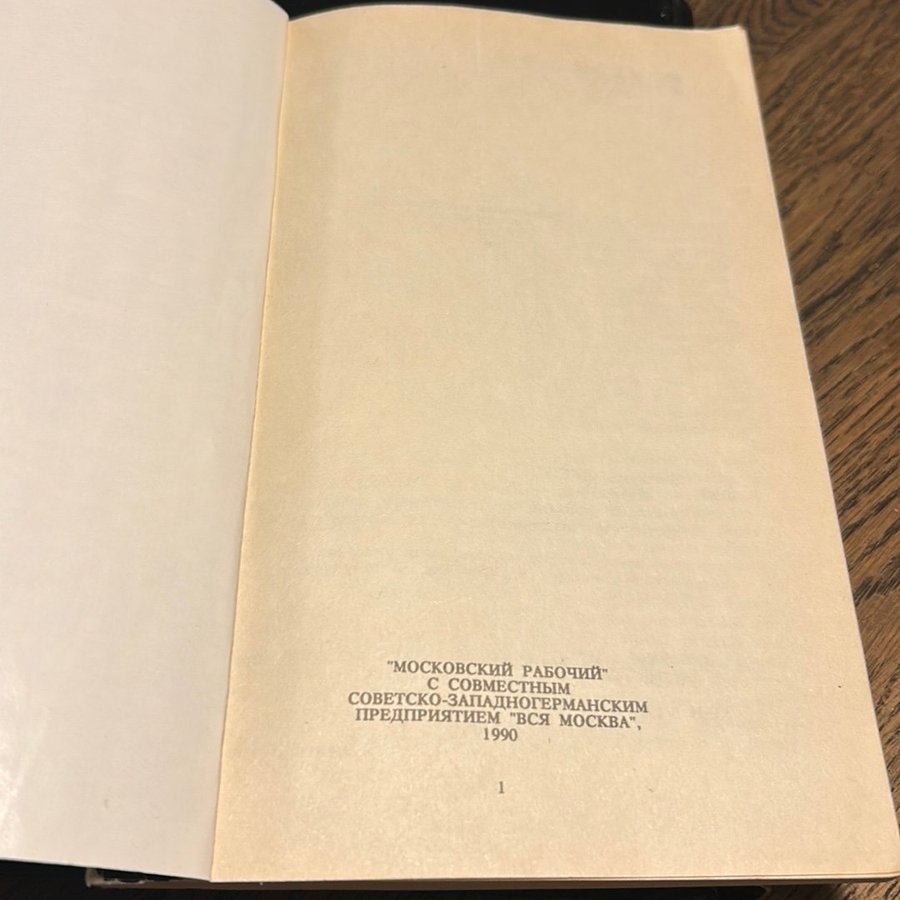 "МОСКОВСКИЙ РАБОЧИЙ"
С СОВМЕСТНЫМ
СОВЕТСКО-ЗАПАДНОГЕРМАНСКИМ
ПРЕДПРИЯТИЕМ "ВСЯ МОСКВА",
1990
1